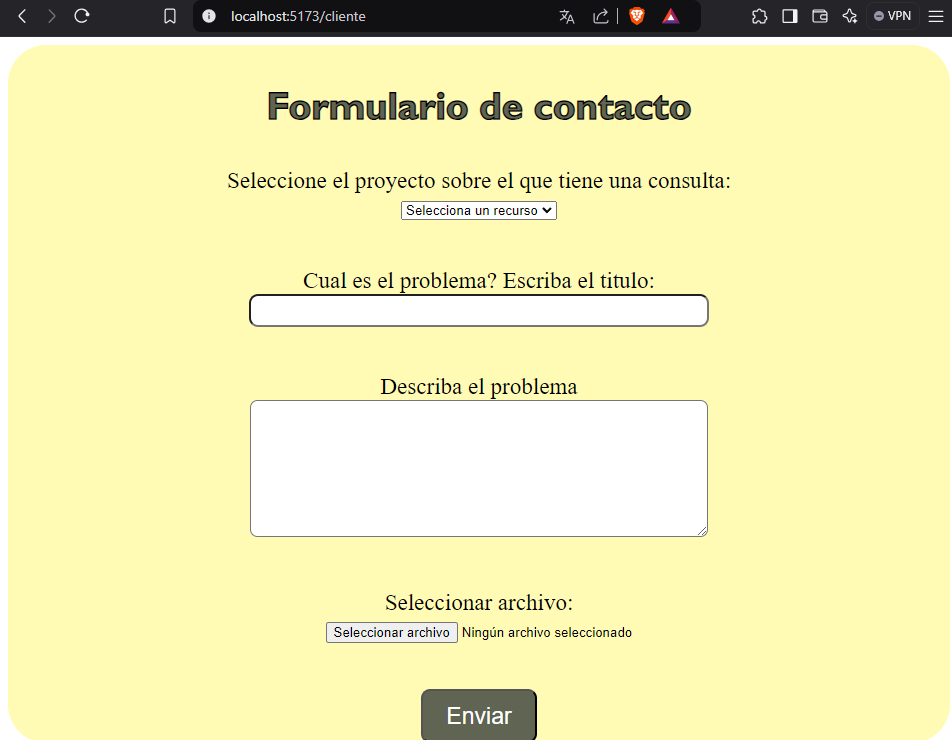 localhost:5173/cliente
VPN
Formulario de contacto
Seleccione el proyecto sobre el que tiene una consulta:
Selecciona un recurso
Cual es el problema? Escriba el titulo:
Describa el problema
Seleccionar archivo:
Seleccionar archivo Ningún archivo seleccionado
Enviar